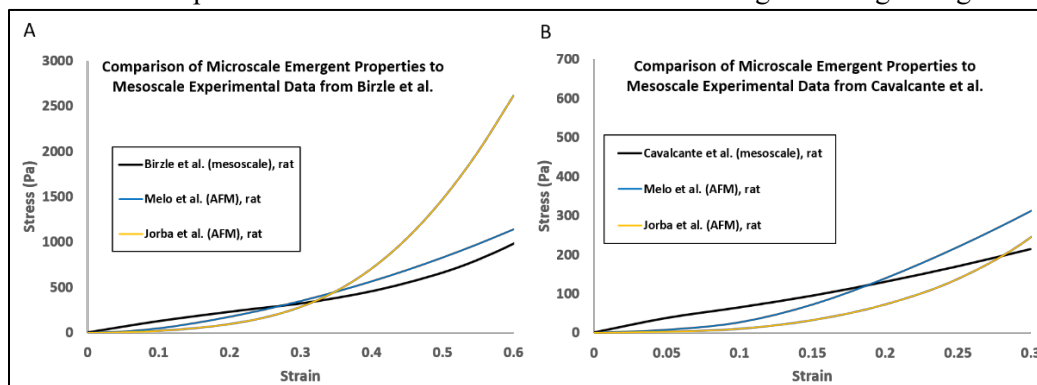 A
Comparison of Microscale Emergent Properties to
Mesoscale Experimental Data from Birzle et al.
3000
2500
2000
1500
1000
500
0
Stress (Pa)
Birzle et al. (mesoscale), rat
Melo et al. (AFM), rat
Jorba et al. (AFM), rat
0 0.1 0.2 0.3 0.4 0.5 0.6
Strain
B
Comparison of Microscale Emergent Properties to
Mesoscale Experimental Data from Cavalcante et al.
700
600
500
400
300
200
100
0
Stress (Pa)
Cavalcante et al. (mesoscale), rat
Melo et al. (AFM), rat
Jorba et al. (AFM), rat
0 0.05 0.1 0.15 0.2 0.25 0.3
Strain